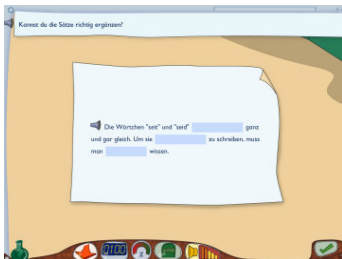 Kannst du die Sätze richtig ergänzen?
Die Wörtchen "seit" und "seid" ganz
und gar gleich. Um sie zu schreiben, muss
man wissen.